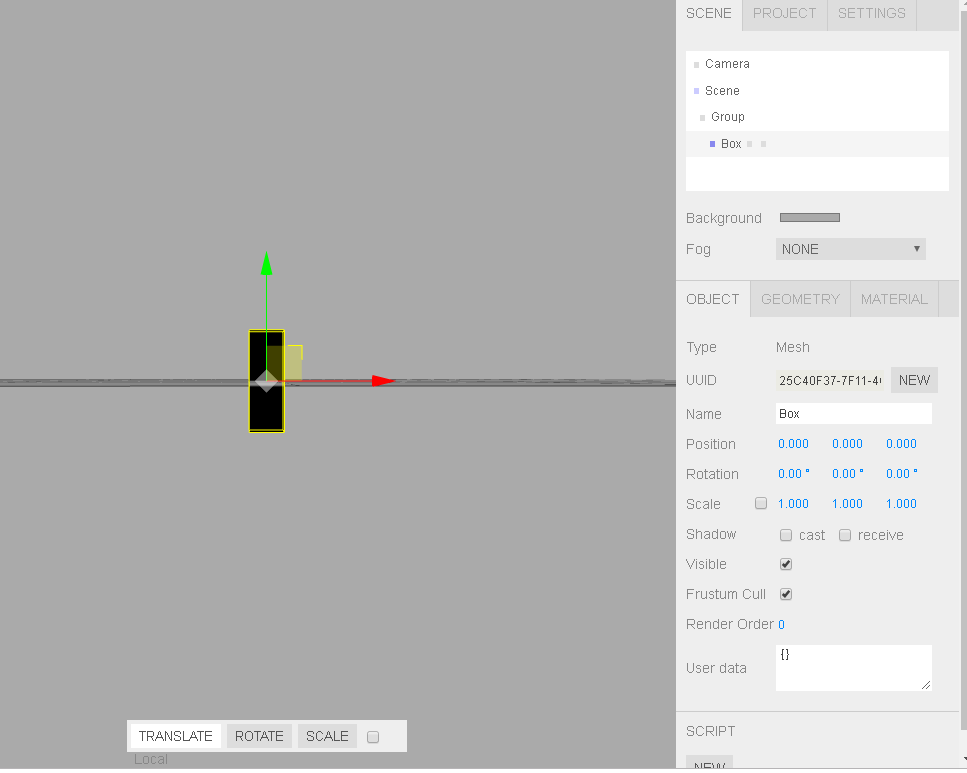 SCENE PROJECT SETTINGS
Camera
Scene
Group
Box
Background
Fog NONE
OBJECT GEOMETRY MATERIAL
Type Mesh
UUID 25C40F37-7F11-4 NEW
Name Box
Position 0.000 0.000 0.000
Rotation 0.00 ° 0.00 ° 0.00 °
Scale 1.000 1.000 1.000
Shadow cast receive
Visible
Frustum Cull
Render Order 0
User data {}
TRANSLATE ROTATE SCALE
Local
SCRIPT
NEW